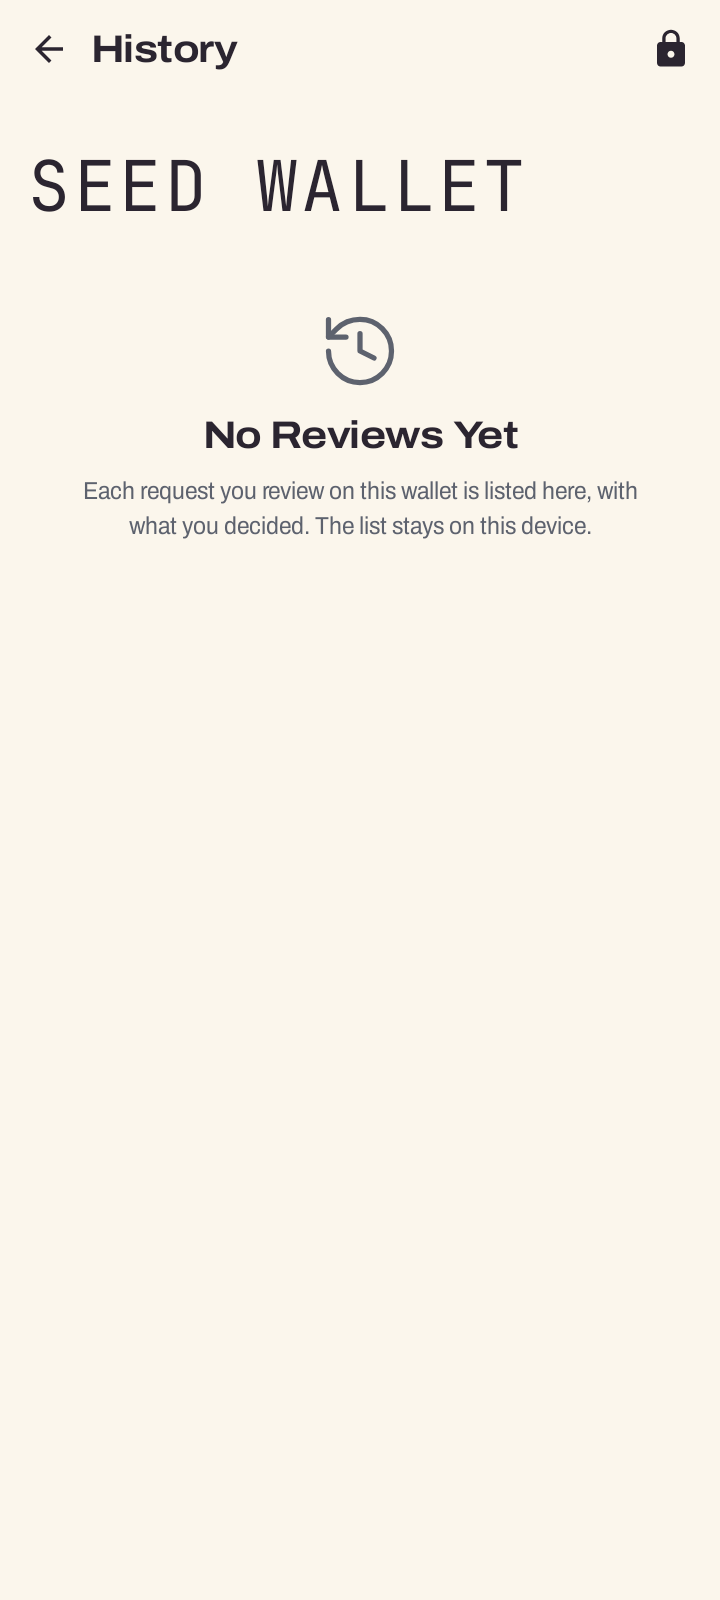 History
SEED WALLET
No Reviews Yet
Each request you review on this wallet is listed here, with
what you decided. The list stays on this device.